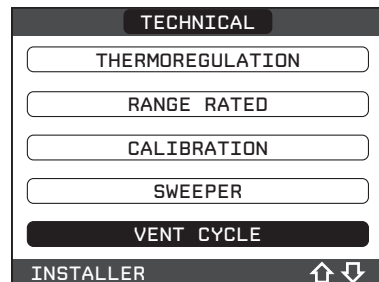 TECHNICAL
THERMOREGULATION
RANGE RATED
CALIBRATION
SWEEPER
VENT CYCLE
INSTALLER